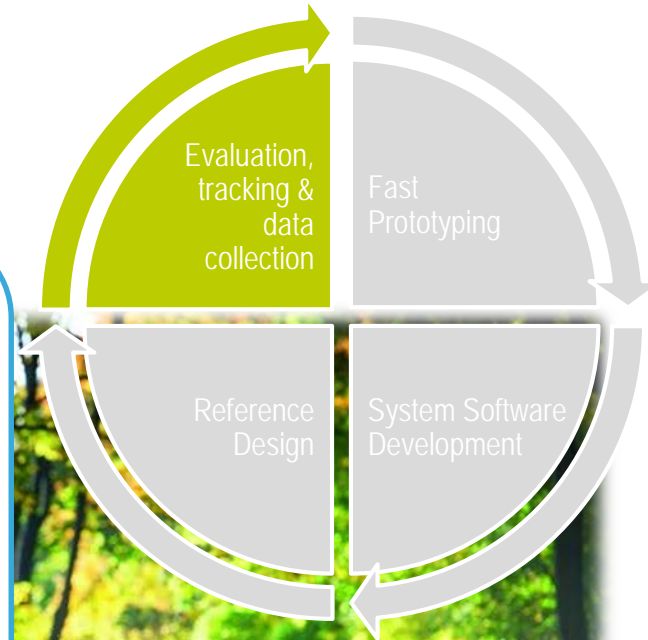 Evaluation,
tracking &
data
collection
Fast
Prototyping
Reference
Design
System Software
Development